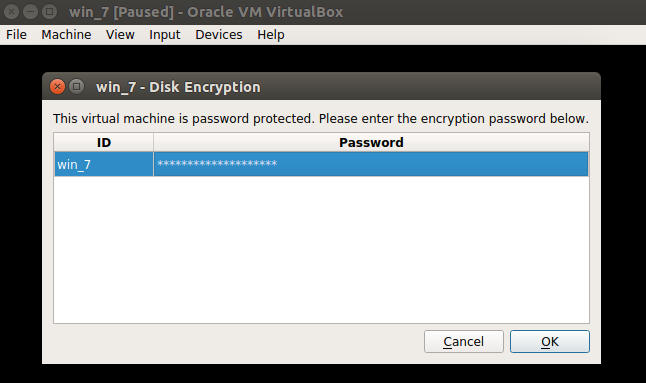 win_7 [Paused] - Oracle VM VirtualBox
File Machine View Input Devices Help
win_7 - Disk Encryption
This virtual machine is password protected. Please enter the encryption password below.
ID Password
win_7 ********************
Cancel OK